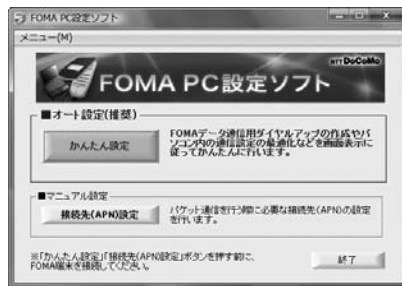 FOMA PC設定ソフト
メニュー(M)
NTT DoCoMo
FOMA PC設定ソフト
■オート設定(推奨)
かんたん設定
FOMAデータ通信用ダイヤルアップの作成やパ
ソコン内の通信設定の最適化などを画面表示に
従ってかんたんに行います。
■マニュアル設定
接続先(APN)設定
パケット通信を行う際に必要な接続先(APN)の設定
を行います。
※「かんたん設定」「接続先(APN)設定」ボタンを押す前に、
FOMA端末を接続してください。
終了